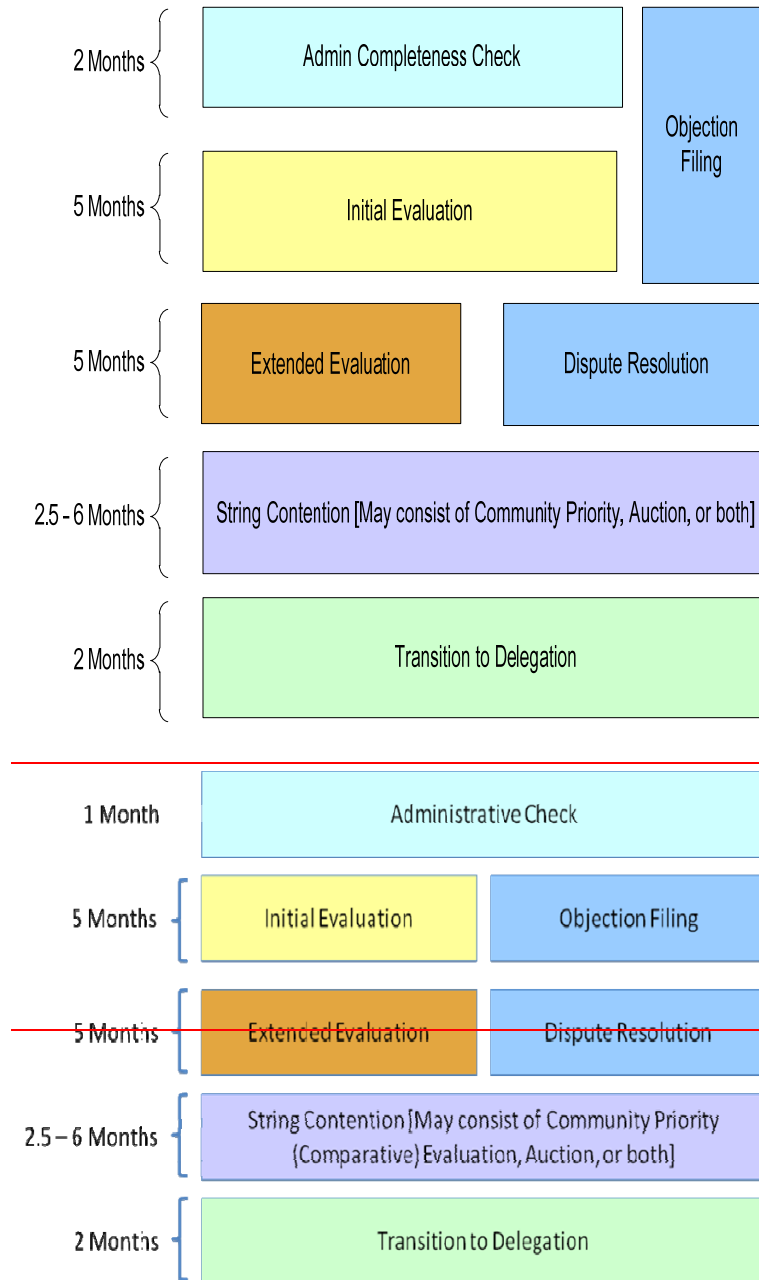 2 Months
Admin Completeness Check
Objection
Filing
5 Months
Initial Evaluation
5 Months
Extended Evaluation
Dispute Resolution
2.5 - 6 Months
String Contention [May consist of Community Priority, Auction, or both]
2 Months
Transition to Delegation
1 Month
Administrative Check
5 Months
Initial Evaluation
Objection Filing
5 Months
Extended Evaluation
Dispute Resolution
2.5 – 6 Months
String Contention [May consist of Community Priority
(Comparative) Evaluation, Auction, or both]
2 Months
Transition to Delegation